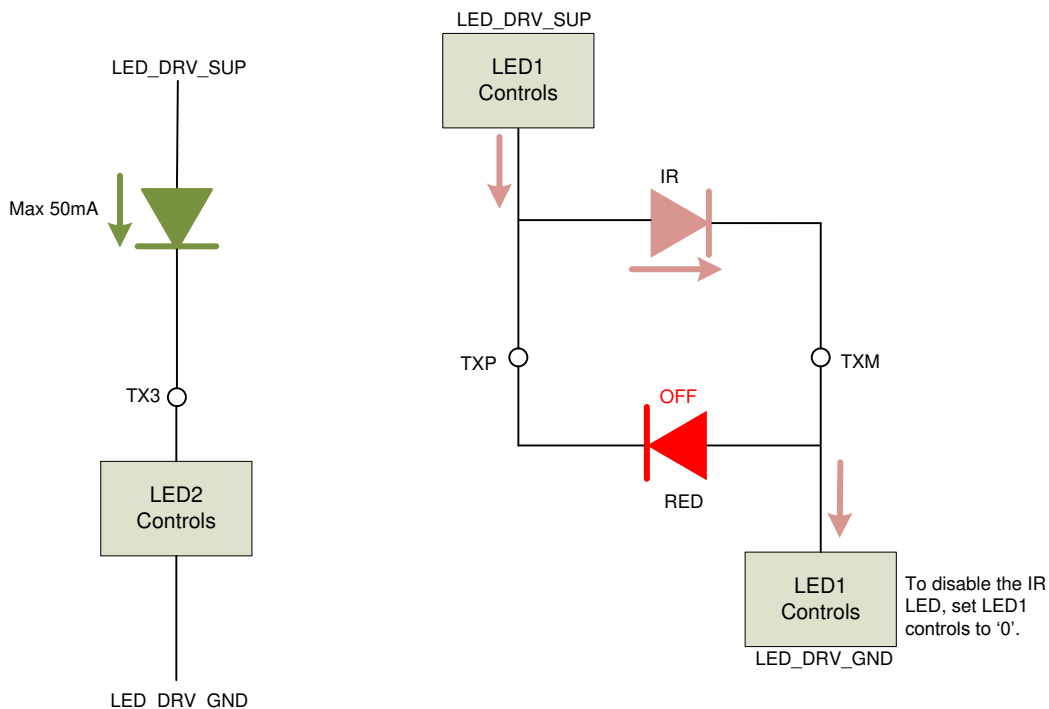 LED_DRV_SUP
Max 50mA
TX3
LED2
Controls
LED_DRV_GND
LED_DRV_SUP
LED1
Controls
IR
TXP
TXM
OFF
RED
LED1
Controls
LED_DRV_GND
To disable the IR
LED, set LED1
controls to ‘0’.